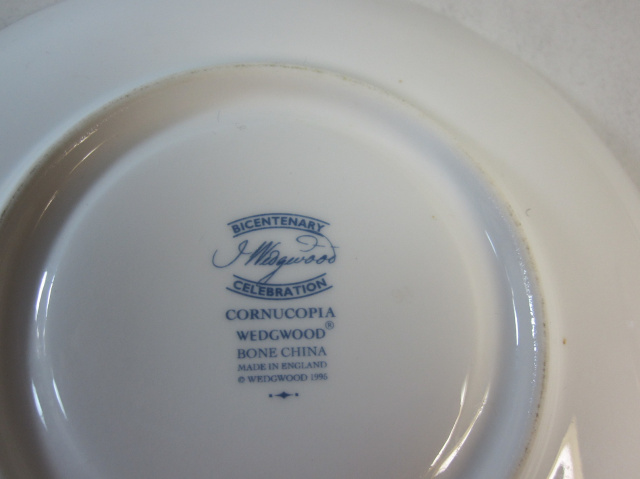 BICENTENARY
J Wedgwood
CELEBRATION
CORNUCOPIA
WEDGWOOD®
BONE CHINA
MADE IN ENGLAND
© WEDGWOOD 1996